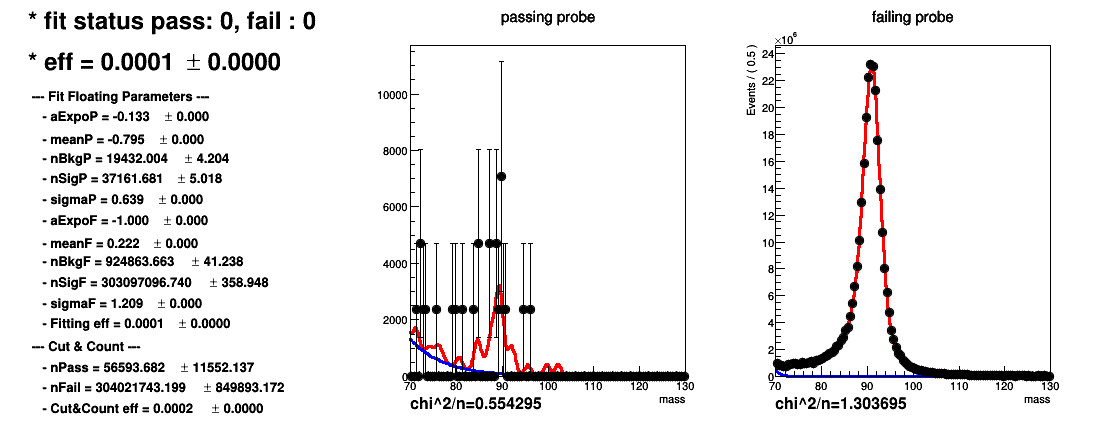 * fit status pass: 0, fail : 0
* eff = 0.0001 ± 0.0000
--- Fit Floating Parameters ---
- aExpoP = -0.133 ± 0.000
- meanP = -0.795 ± 0.000
- nBkgP = 19432.004 ± 4.204
- nSigP = 37161.681 ± 5.018
- sigmaP = 0.639 ± 0.000
- aExpoF = -1.000 ± 0.000
- meanF = 0.222 ± 0.000
- nBkgF = 924863.663 ± 41.238
- nSigF = 303097096.740 ± 358.948
- sigmaF = 1.209 ± 0.000
- Fitting eff = 0.0001 ± 0.0000
--- Cut & Count ---
- nPass = 56593.682 ± 11552.137
- nFail = 304021743.199 ± 849893.172
- Cut&Count eff = 0.0002 ± 0.0000
passing probe
10000
8000
6000
4000
2000
0
70 80 90 100 110 120 130
mass
chi^2/n=0.554295
failing probe
×10^6
Events / ( 0.5 )
24
22
20
18
16
14
12
10
8
6
4
2
0
70 80 90 100 110 120 130
mass
chi^2/n=1.303695